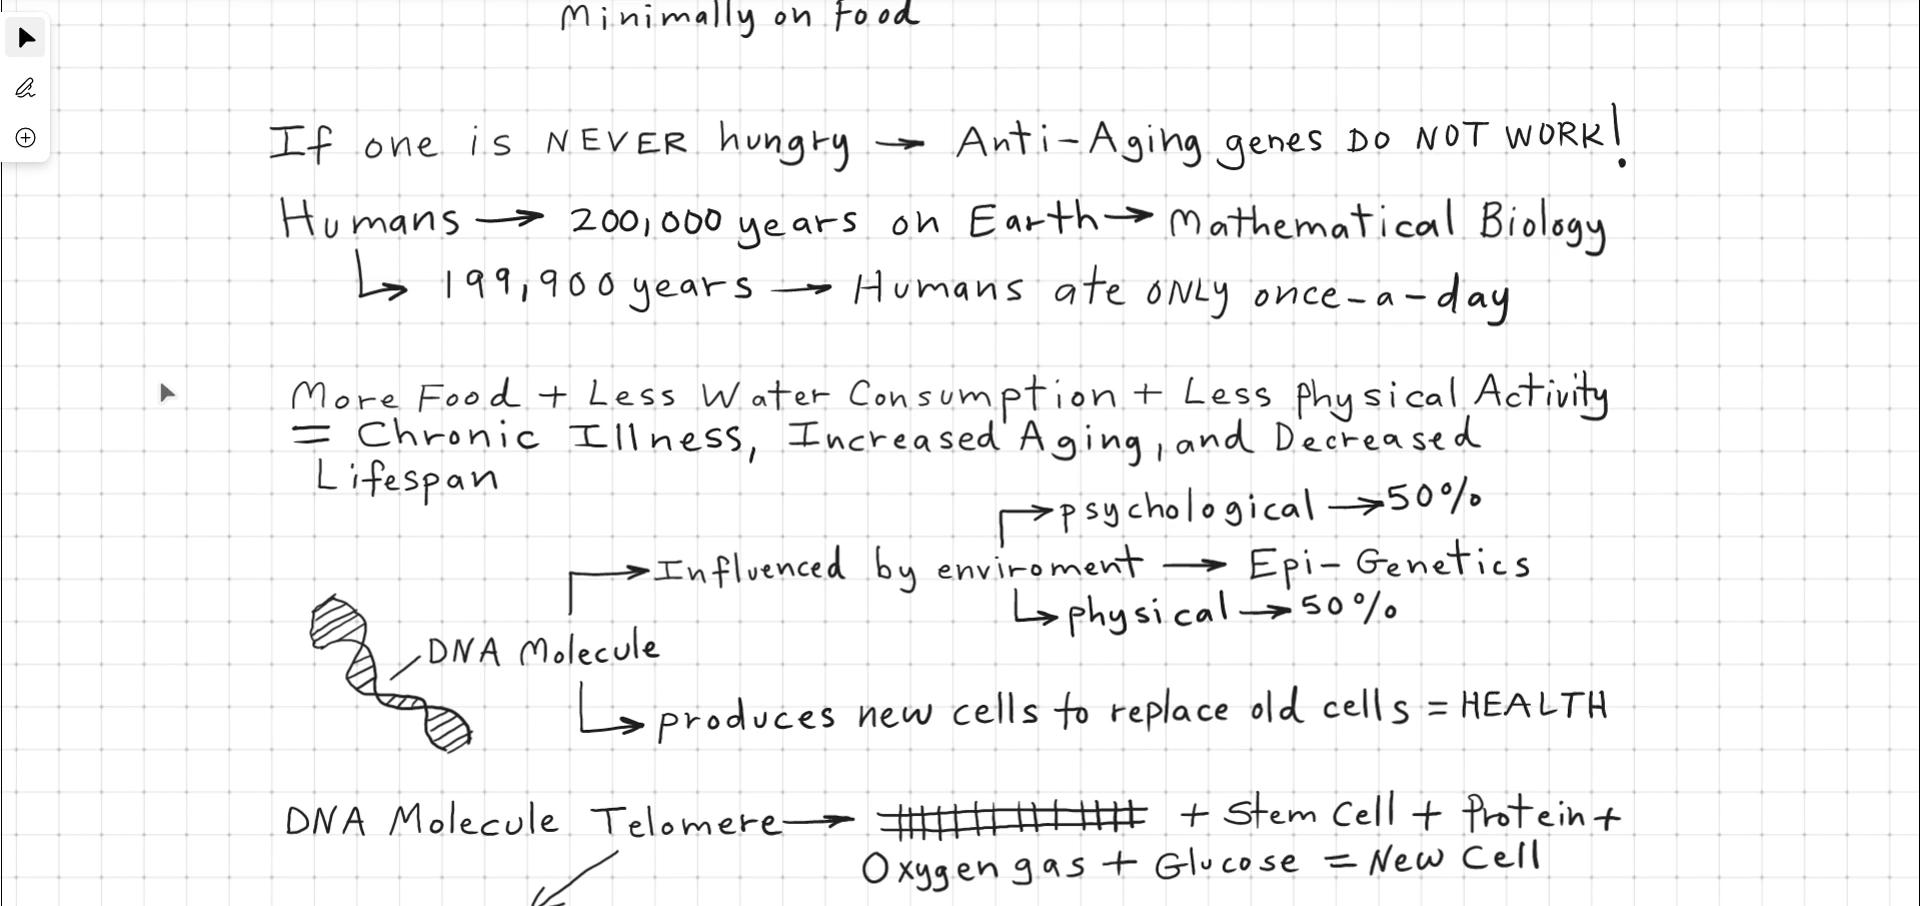 Minimally on Food
If one is NEVER hungry → Anti-Aging genes DO NOT WORK!
Humans → 200,000 years on Earth → Mathematical Biology
↳ 199,900 years → Humans ate ONLY once-a-day
More Food + Less Water Consumption + Less Physical Activity
= Chronic Illness, Increased Aging, and Decreased
Lifespan
psychological → 50%
Influenced by enviroment → Epi-Genetics
physical → 50%
DNA Molecule
produces new cells to replace old cells = HEALTH
DNA Molecule Telomere → + Stem Cell + Protein +
Oxygen gas + Glucose = New Cell